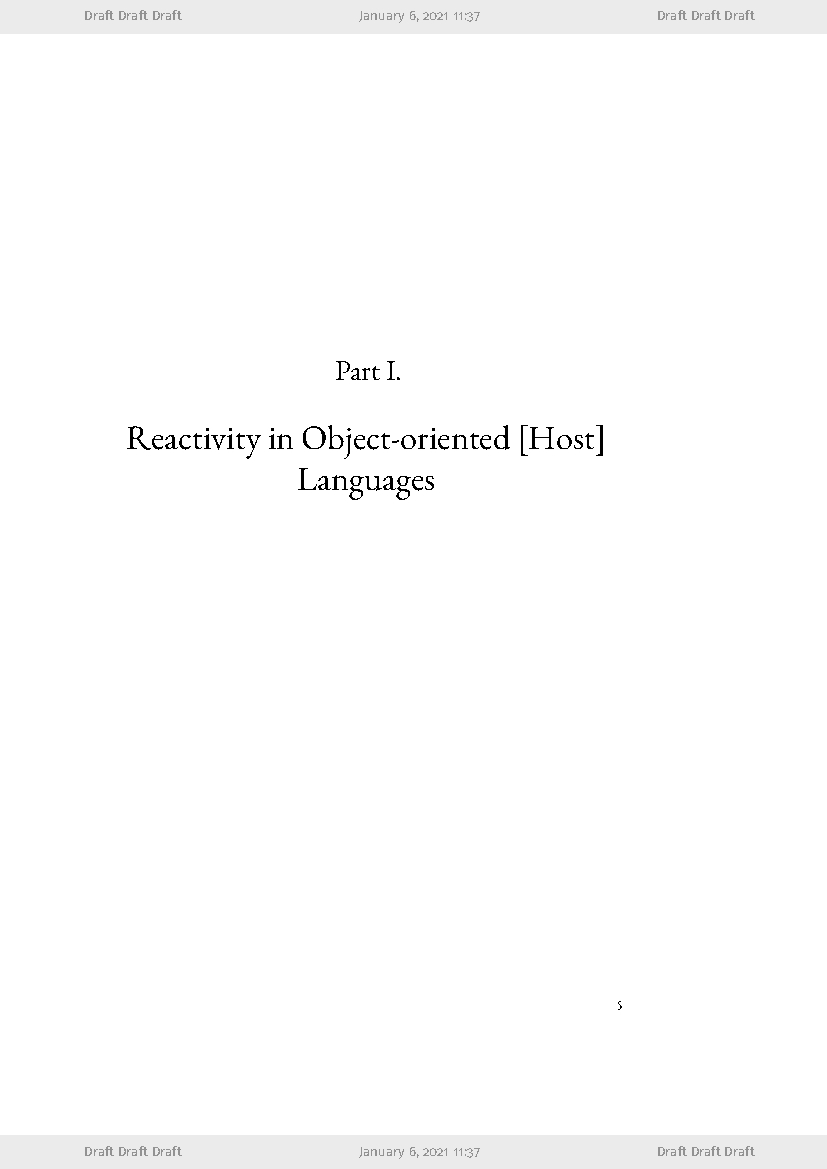 Draft Draft Draft January 6, 2021 11:37 Draft Draft Draft
Part I.
Reactivity in Object-oriented [Host]
Languages
5
Draft Draft Draft January 6, 2021 11:37 Draft Draft Draft